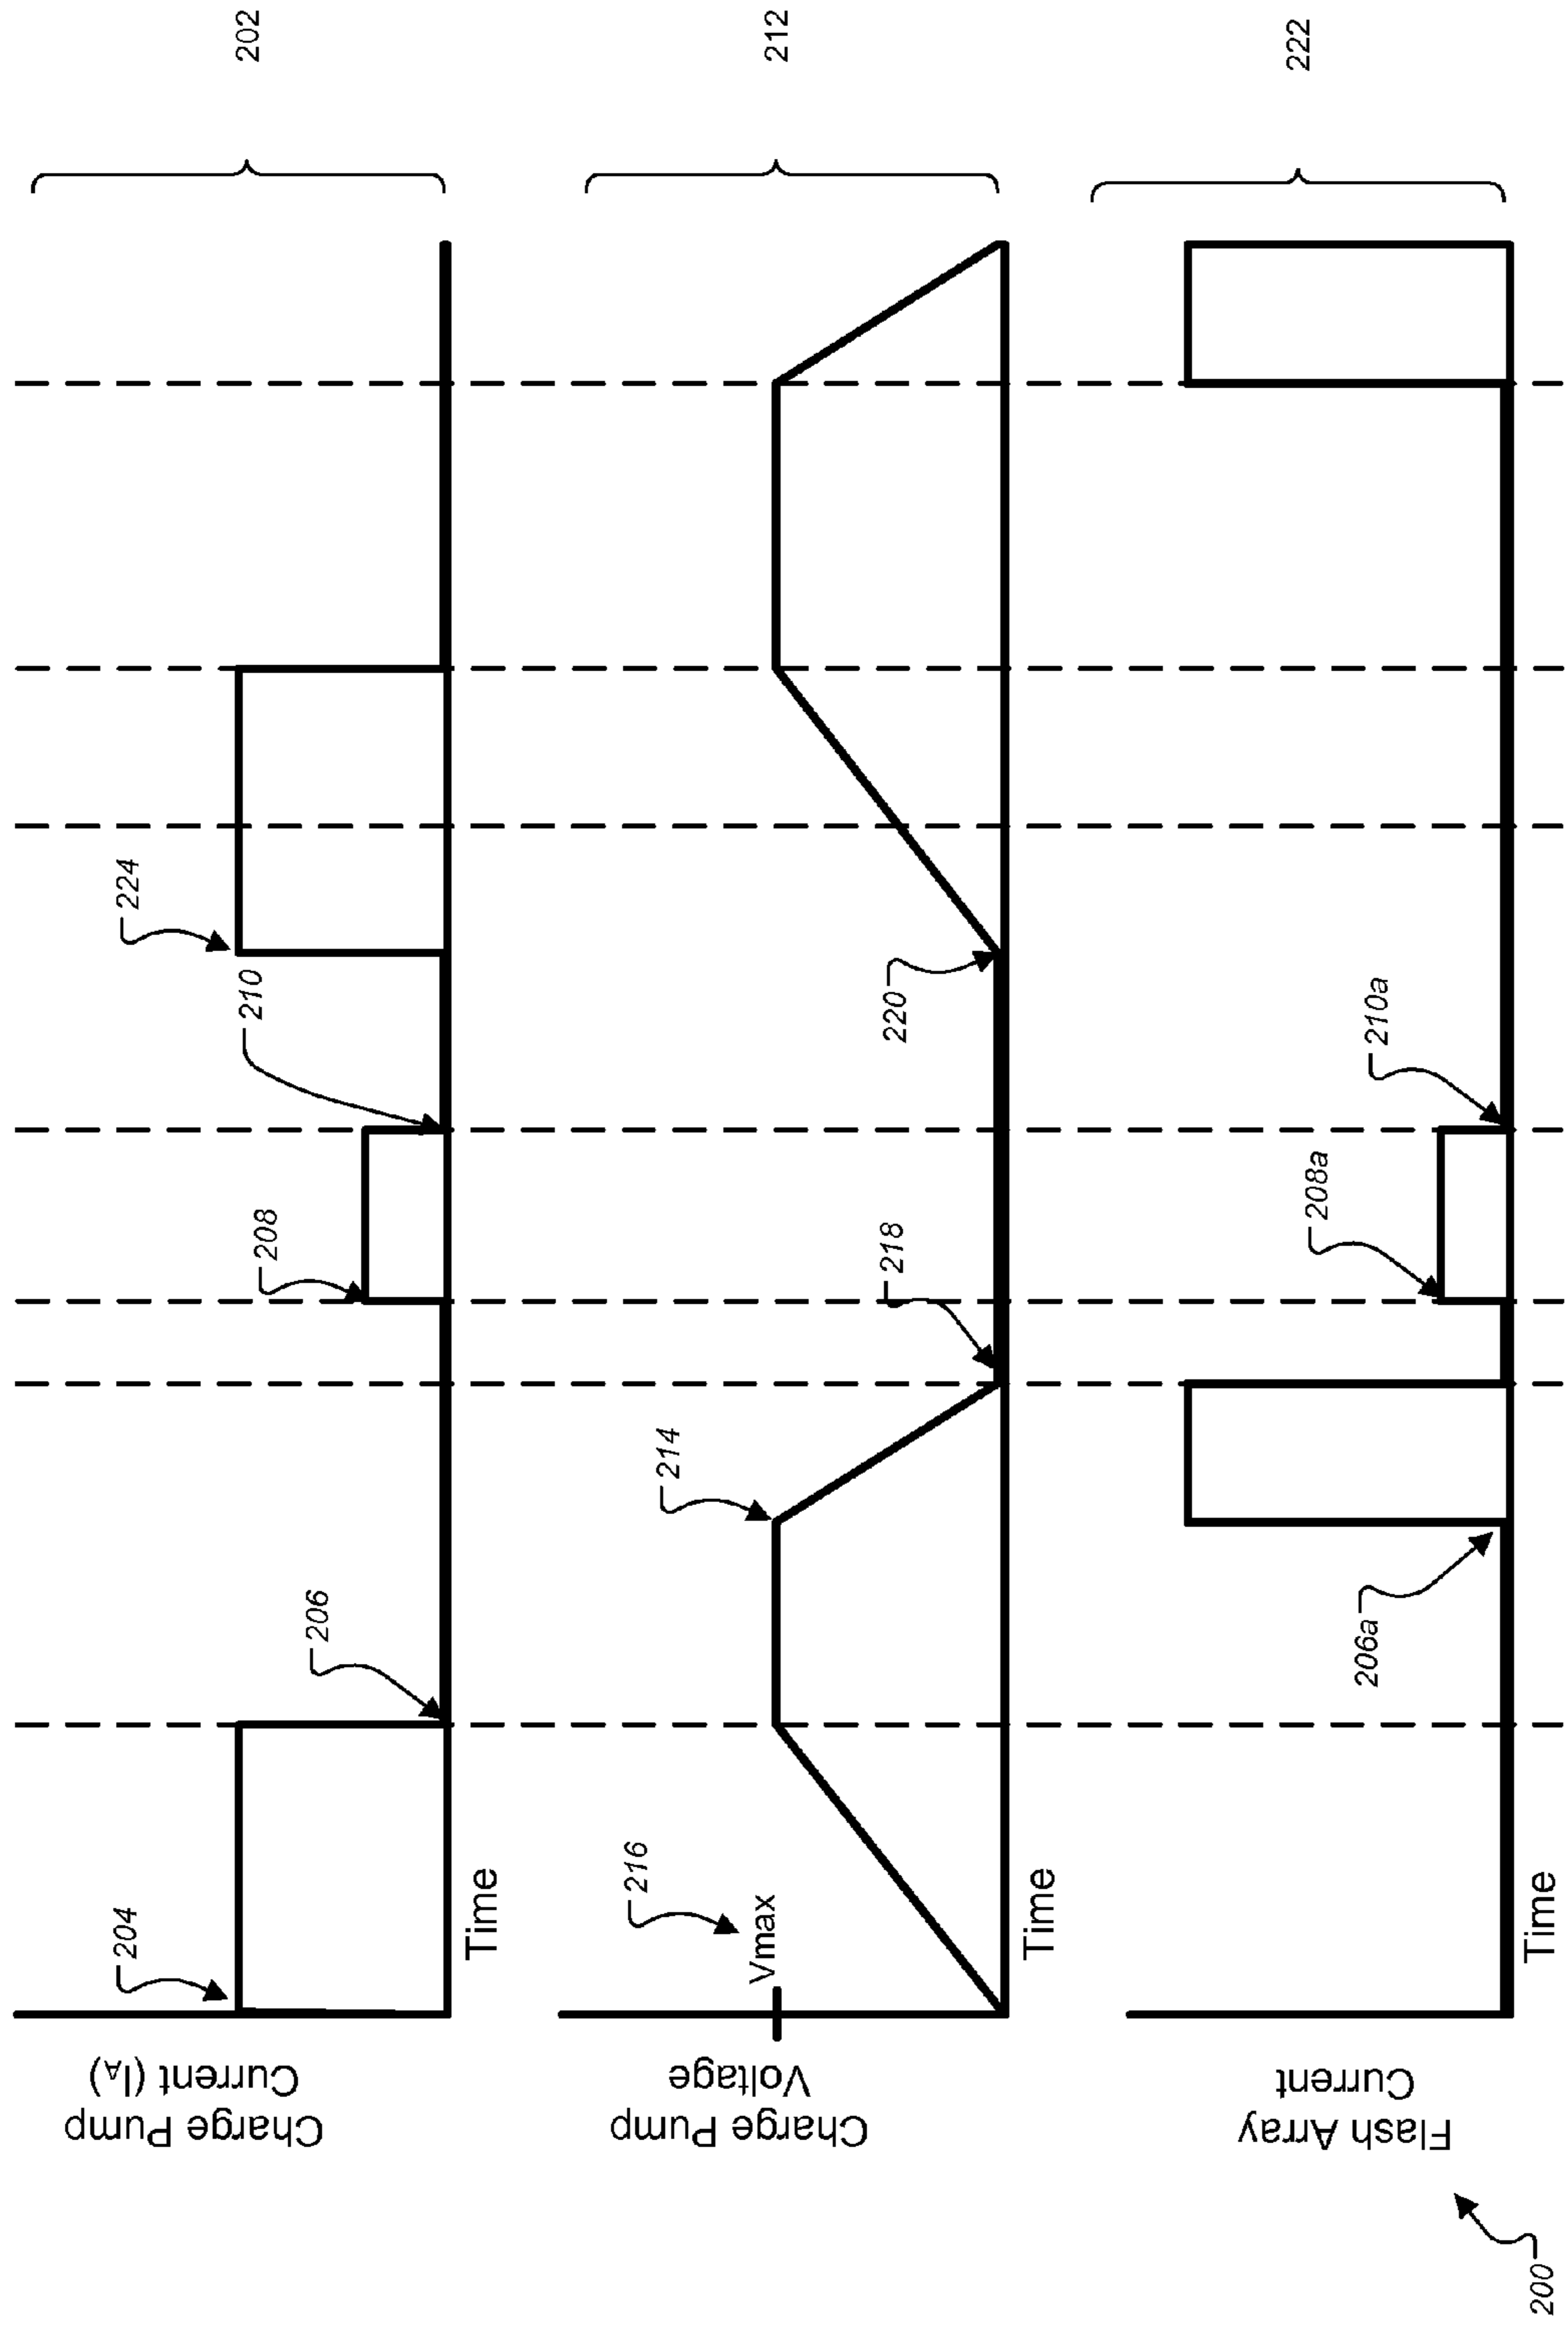 Charge Pump
Current (IA)
204
206
208
210
224
Time
202
Charge Pump
Voltage
216
Vmax
214
218
220
Time
212
Flash Array
Current
206a
208a
210a
Time
222
200